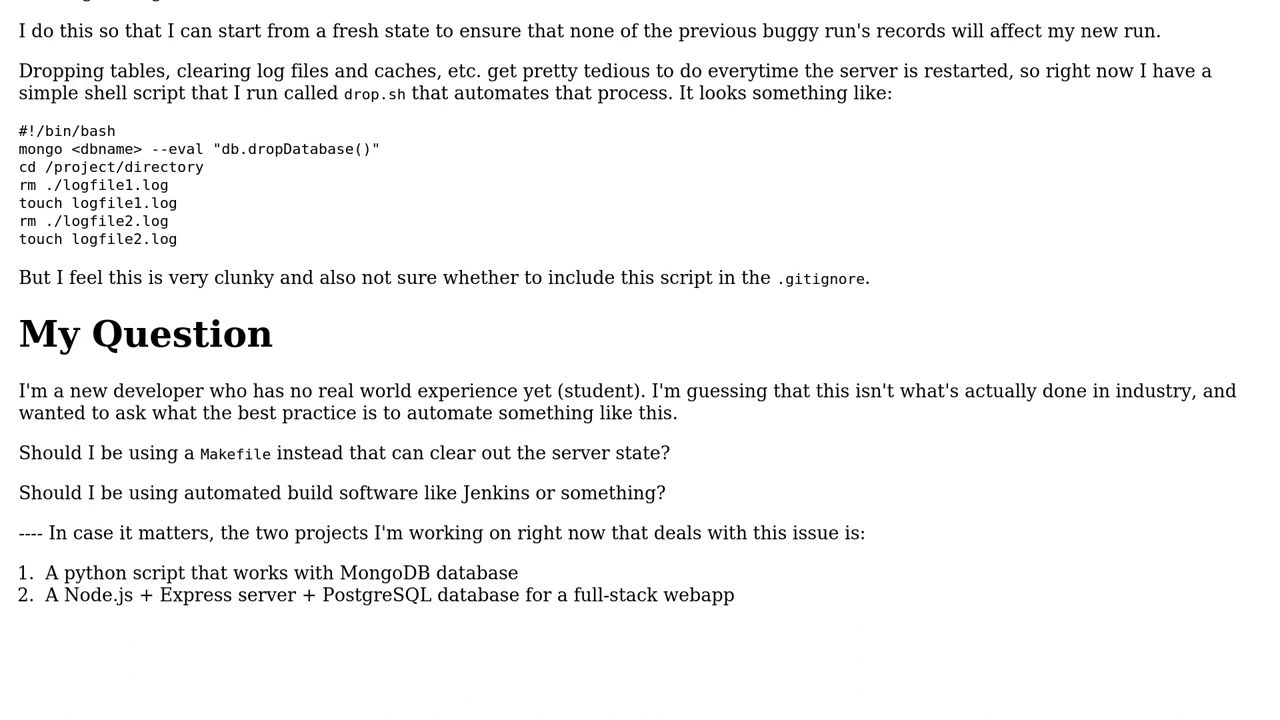 I do this so that I can start from a fresh state to ensure that none of the previous buggy run's records will affect my new run.
Dropping tables, clearing log files and caches, etc. get pretty tedious to do everytime the server is restarted, so right now I have a
simple shell script that I run called drop.sh that automates that process. It looks something like:
#!/bin/bash
mongo <dbname> --eval "db.dropDatabase()"
cd /project/directory
rm ./logfile1.log
touch logfile1.log
rm ./logfile2.log
touch logfile2.log
But I feel this is very clunky and also not sure whether to include this script in the .gitignore.
My Question
I'm a new developer who has no real world experience yet (student). I'm guessing that this isn't what's actually done in industry, and
wanted to ask what the best practice is to automate something like this.
Should I be using a Makefile instead that can clear out the server state?
Should I be using automated build software like Jenkins or something?
---- In case it matters, the two projects I'm working on right now that deals with this issue is:
1. A python script that works with MongoDB database
2. A Node.js + Express server + PostgreSQL database for a full-stack webapp